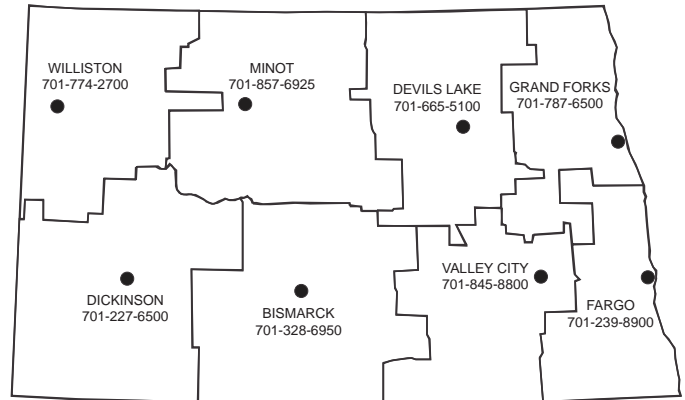 WILLISTON
701-774-2700
MINOT
701-857-6925
DEVILS LAKE
701-665-5100
GRAND FORKS
701-787-6500
DICKINSON
701-227-6500
BISMARCK
701-328-6950
VALLEY CITY
701-845-8800
FARGO
701-239-8900